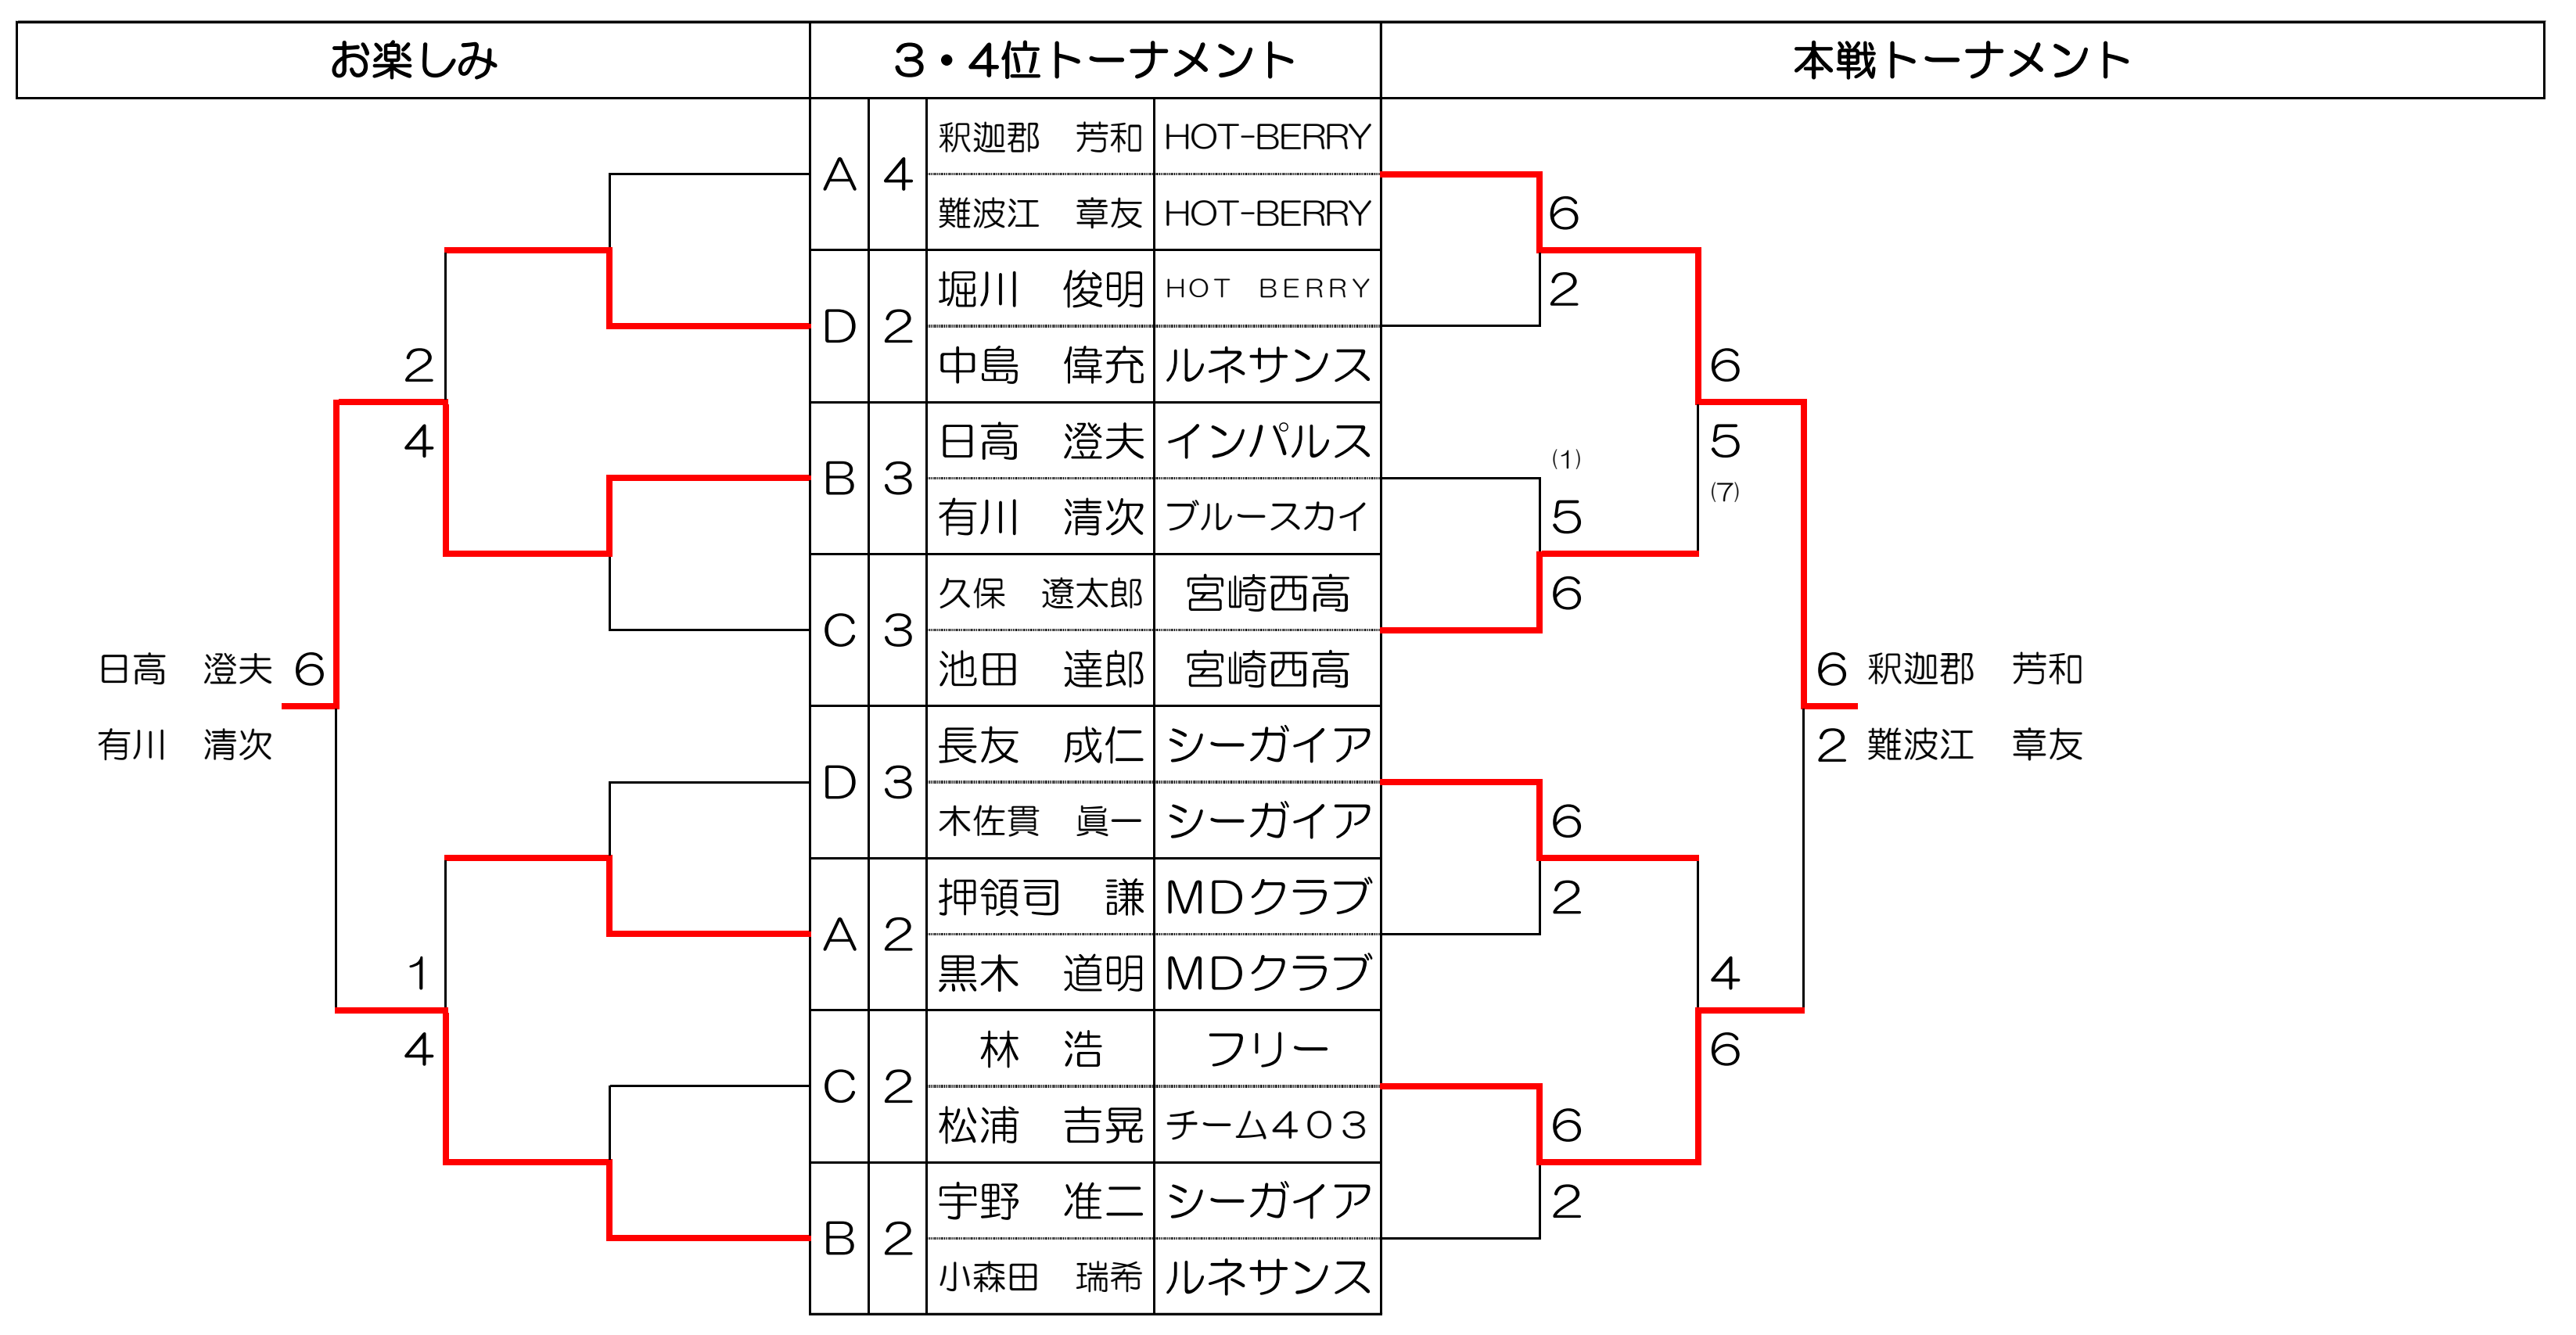 お楽しみ 3・4位トーナメント 本戦トーナメント
A 4 釈迦郡 芳和 HOT-BERRY
難波江 章友 HOT-BERRY 6
D 2 堀川 俊明 HOT BERRY 2
2 中島 偉充 ルネサンス 6
4 B 3 日高 澄夫 インパルス (1) 5
有川 清次 ブルースカイ 5 (7)
C 3 久保 遼太郎 宮崎西高 6
日高 澄夫 6 池田 達郎 宮崎西高 6 釈迦郡 芳和
有川 清次 D 3 長友 成仁 シーガイア 2 難波江 章友
木佐貫 眞一 シーガイア 6
A 2 押領司 謙 MDクラブ 2
1 黒木 道明 MDクラブ 4
4 C 2 林 浩 フリー 6
松浦 吉晃 チーム403 6
B 2 宇野 准二 シーガイア 2
小森田 瑞希 ルネサンス